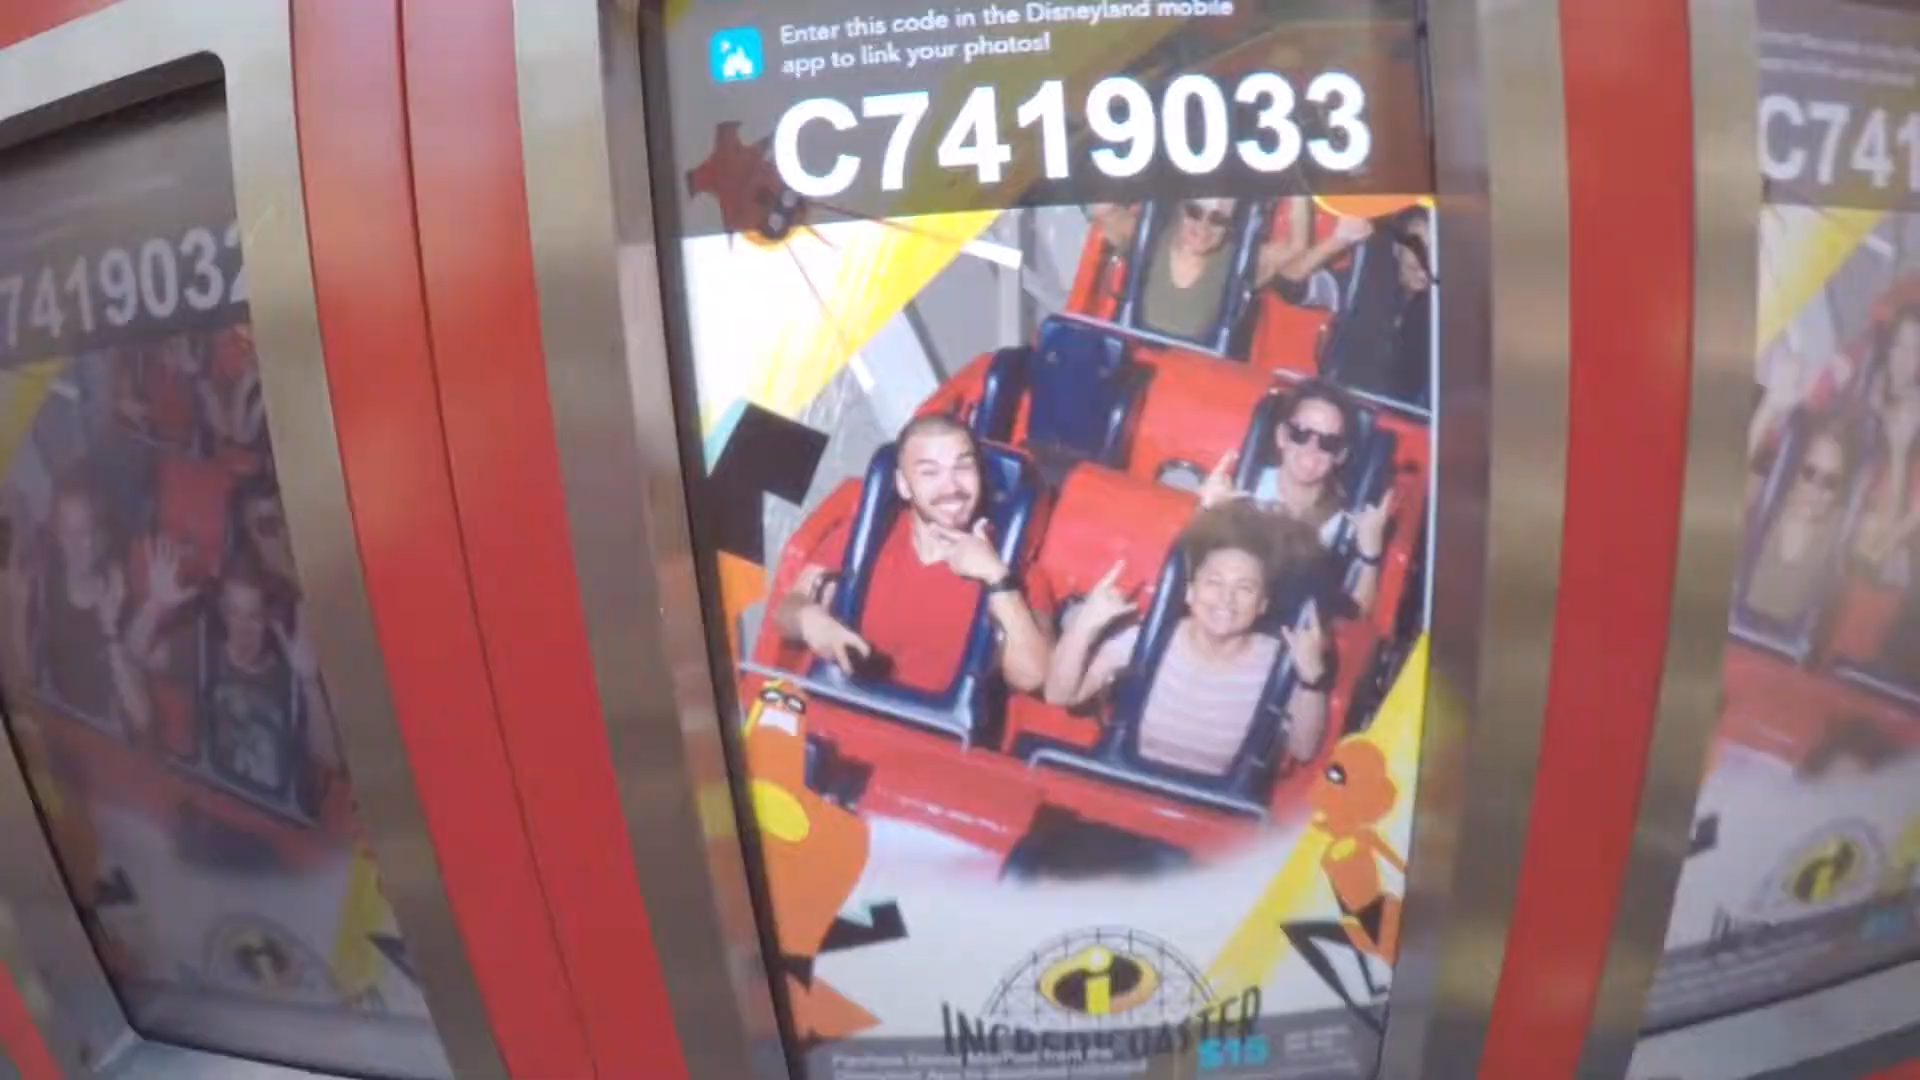 Enter this code in the Disneyland mobile
app to link your photos!
C7419033
7419032
C741
INCREDICOASTER
$15